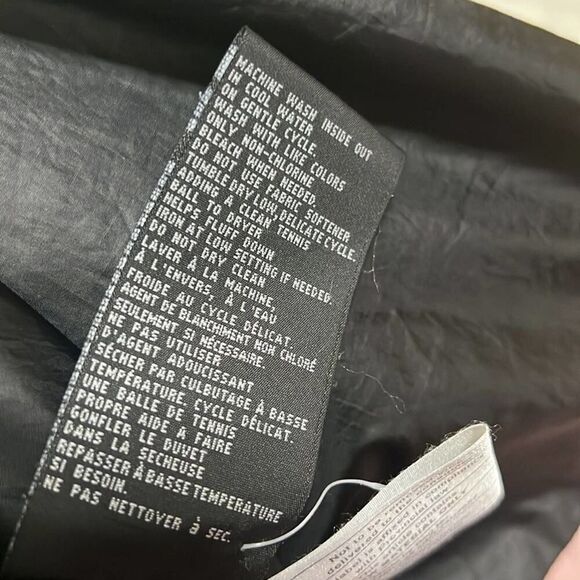 MACHINE WASH INSIDE OUT
IN COOL WATER
ON GENTLE CYCLE.
WASH WITH LIKE COLORS
ONLY NON-CHLORINE
BLEACH WHEN NEEDED.
DO NOT USE FABRIC SOFTENER
TUMBLE DRY LOW, DELICATE CYCLE.
ADDING A CLEAN TENNIS
BALL TO DRYER
HELPS FLUFF DOWN
IRON AT LOW SETTING IF NEEDED.
DO NOT DRY CLEAN
LAVER À LA MACHINE,
À L'ENVERS, À L'EAU
FROIDE AU CYCLE DÉLICAT.
AGENT DE BLANCHIMENT NON CHLORÉ
SEULEMENT SI NÉCESSAIRE.
NE PAS UTILISER
D'AGENT ADOUCISSANT
SÉCHER PAR CULBUTAGE À BASSE
TEMPÉRATURE CYCLE DÉLICAT.
UNE BALLE DE TENNIS
PROPRE AIDE À FAIRE
GONFLER LE DUVET
DANS LA SECHEUSE
REPASSER À BASSE TEMPERATURE
SI BESOIN.
NE PAS NETTOYER à SEC.
Not to be